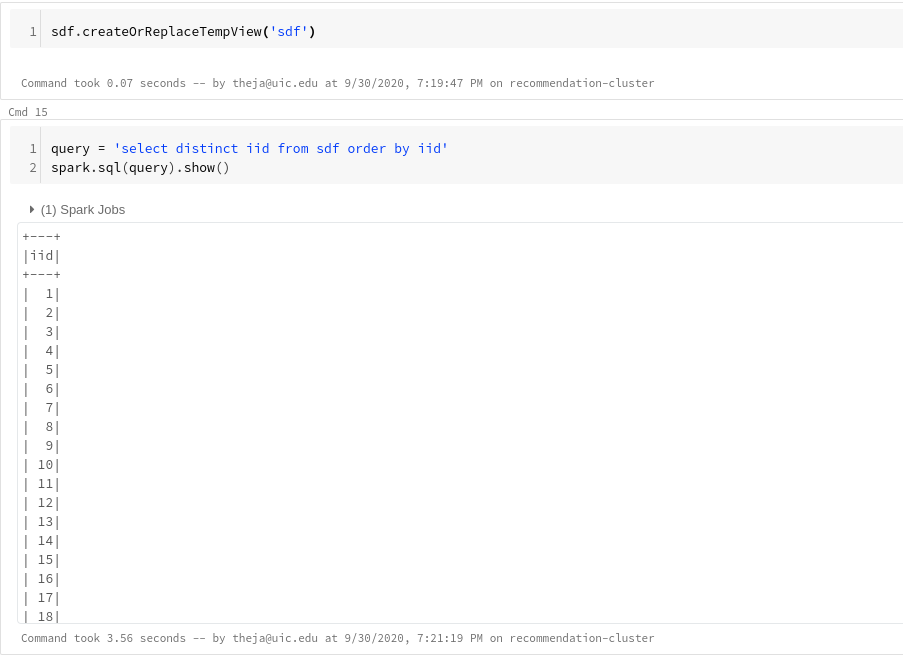 1 sdf.createOrReplaceTempView('sdf')
Command took 0.07 seconds -- by theja@uic.edu at 9/30/2020, 7:19:47 PM on recommendation-cluster
Cmd 15
1 query = 'select distinct iid from sdf order by iid'
2 spark.sql(query).show()
(1) Spark Jobs
+---+
|iid|
+---+
|  1|
|  2|
|  3|
|  4|
|  5|
|  6|
|  7|
|  8|
|  9|
| 10|
| 11|
| 12|
| 13|
| 14|
| 15|
| 16|
| 17|
| 18|
Command took 3.56 seconds -- by theja@uic.edu at 9/30/2020, 7:21:19 PM on recommendation-cluster